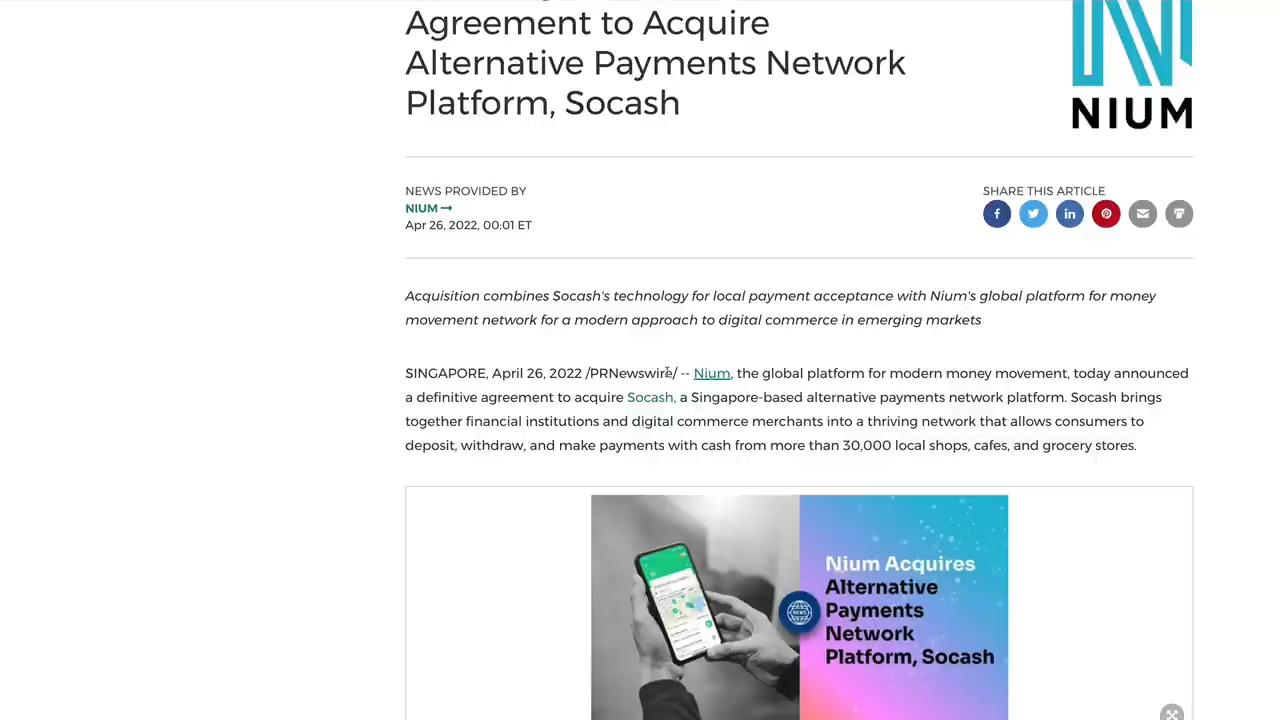 Agreement to Acquire
Alternative Payments Network
Platform, Socash
NIUM
NEWS PROVIDED BY
NIUM
Apr 26, 2022, 00:01 ET
SHARE THIS ARTICLE
Acquisition combines Socash's technology for local payment acceptance with Nium's global platform for money
movement network for a modern approach to digital commerce in emerging markets
SINGAPORE, April 26, 2022 /PRNewswire/ -- Nium, the global platform for modern money movement, today announced
a definitive agreement to acquire Socash, a Singapore-based alternative payments network platform. Socash brings
together financial institutions and digital commerce merchants into a thriving network that allows consumers to
deposit, withdraw, and make payments with cash from more than 30,000 local shops, cafes, and grocery stores.
NEWS
Nium Acquires
Alternative
Payments
Network
Platform, Socash